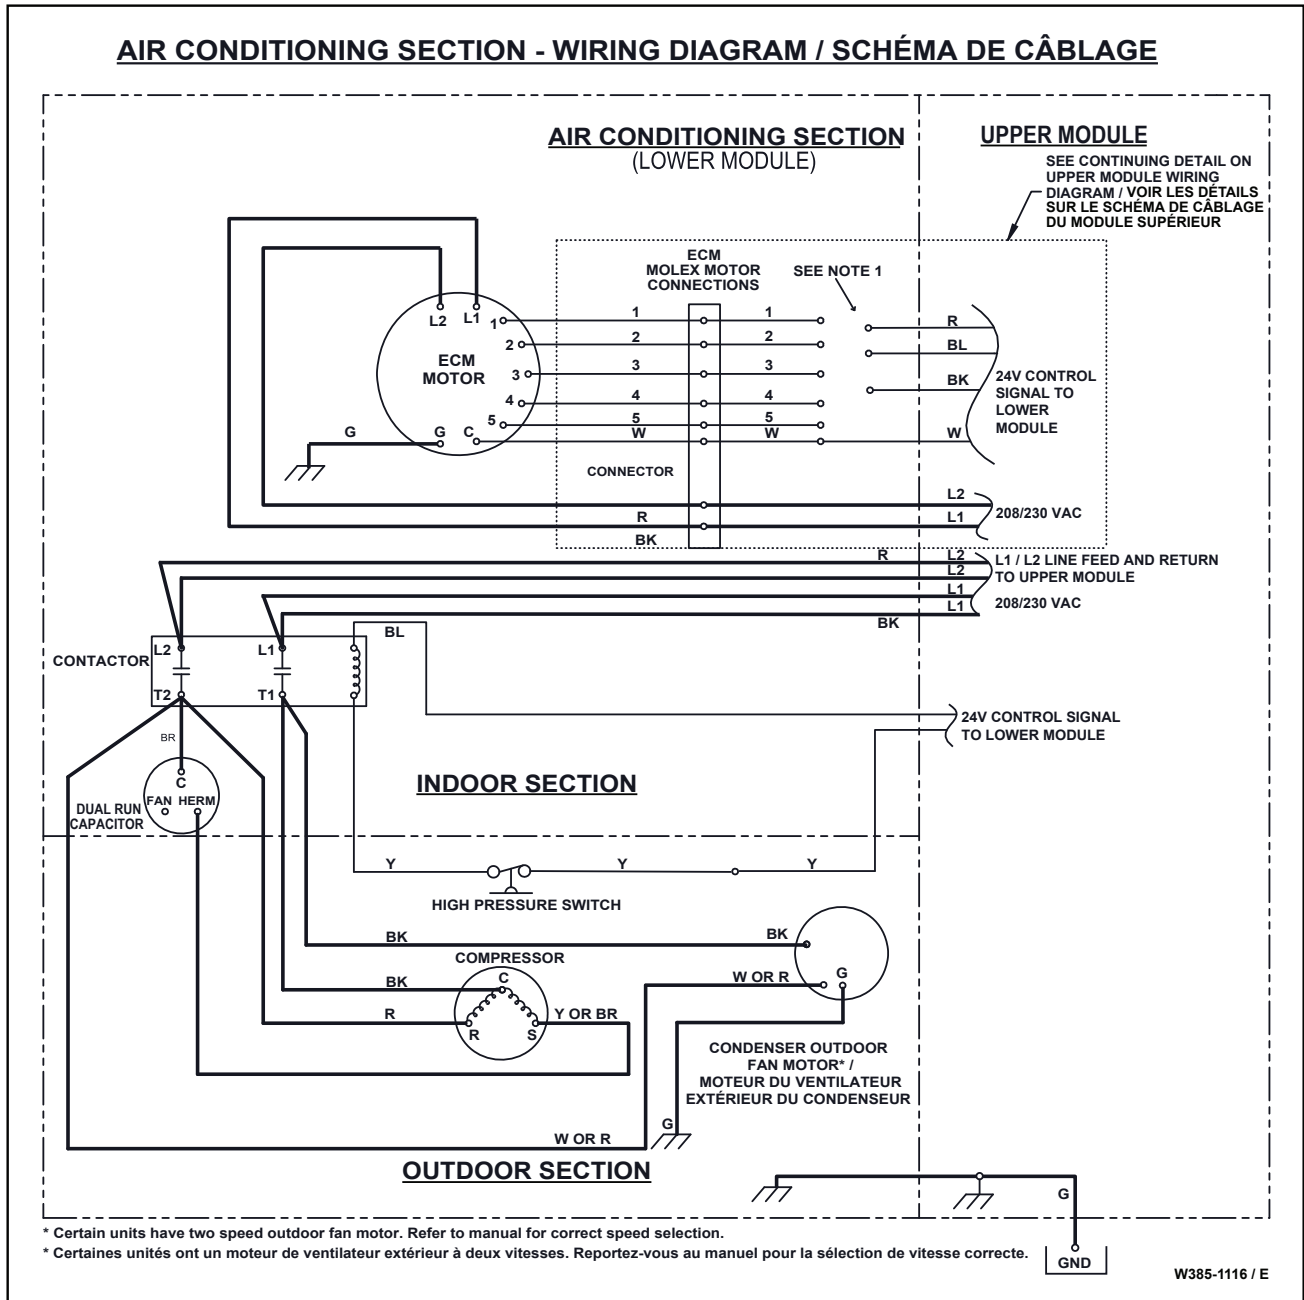 AIR CONDITIONING SECTION - WIRING DIAGRAM / SCHÉMA DE CÂBLAGE
AIR CONDITIONING SECTION
(LOWER MODULE)
UPPER MODULE
SEE CONTINUING DETAIL ON
UPPER MODULE WIRING
DIAGRAM / VOIR LES DÉTAILS
SUR LE SCHÉMA DE CÂBLAGE
DU MODULE SUPÉRIEUR
ECM
MOLEX MOTOR
CONNECTIONS
SEE NOTE 1
L2 L1 1 1 1 R
2 2 2 BL
ECM
MOTOR
3 3 3 BK
4 4 4
5 5 5
G G C W W W
24V CONTROL
SIGNAL TO
LOWER
MODULE
CONNECTOR
L2
R L1 208/230 VAC
BK
R L2 L1 / L2 LINE FEED AND RETURN
L2 TO UPPER MODULE
L1
L1 208/230 VAC
BK
BL
CONTACTOR
L2 L1
T2 T1
24V CONTROL SIGNAL
TO LOWER MODULE
BR
C
FAN HERM
DUAL RUN
CAPACITOR
INDOOR SECTION
Y Y Y
HIGH PRESSURE SWITCH
BK BK
COMPRESSOR
BK C W OR R G
R R S Y OR BR
CONDENSER OUTDOOR
FAN MOTOR* /
MOTEUR DU VENTILATEUR
EXTÉRIEUR DU CONDENSEUR
G
W OR R
OUTDOOR SECTION
G
GND
* Certain units have two speed outdoor fan motor. Refer to manual for correct speed selection.
* Certaines unités ont un moteur de ventilateur extérieur à deux vitesses. Reportez-vous au manuel pour la sélection de vitesse correcte.
W385-1116 / E